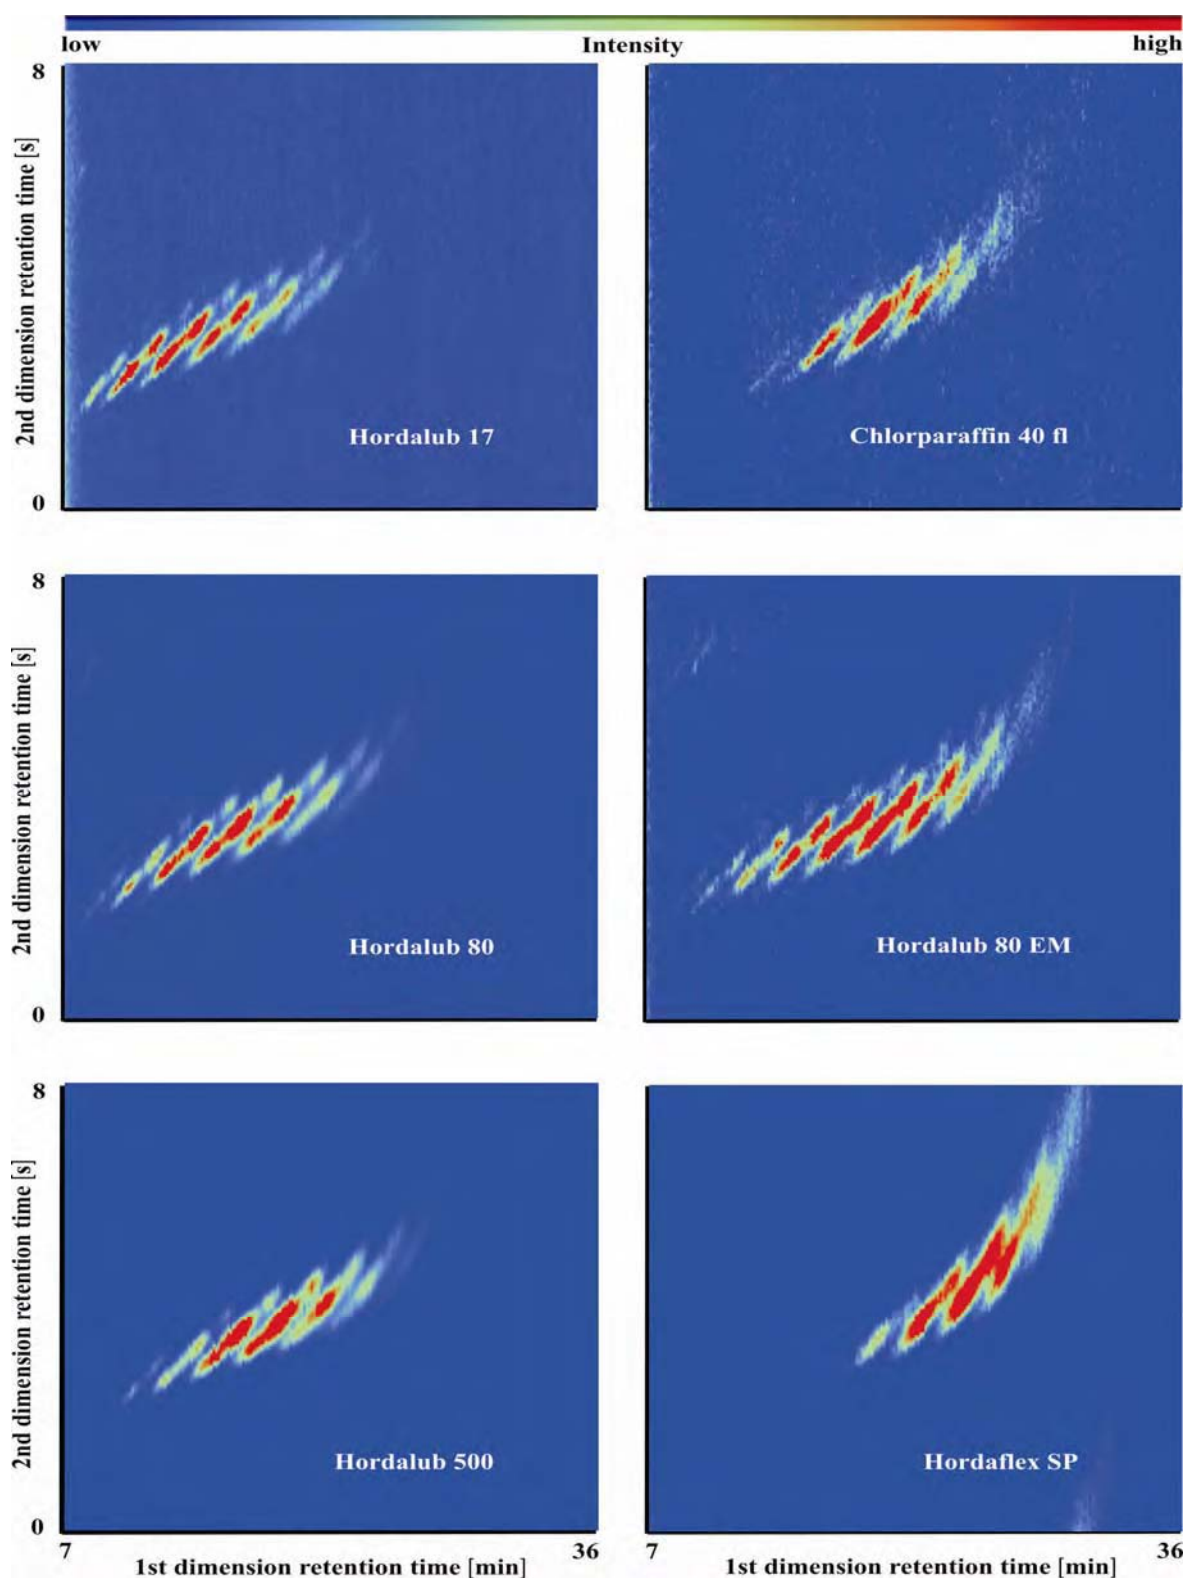 low Intensity high
8 8
2nd dimension retention time [s]
Hordalub 17 Chlorparaffin 40 fl
0
8
2nd dimension retention time [s]
Hordalub 80 Hordalub 80 EM
0
8
2nd dimension retention time [s]
Hordalub 500 Hordaflex SP
0
7 36 7 36
1st dimension retention time [min] 1st dimension retention time [min]